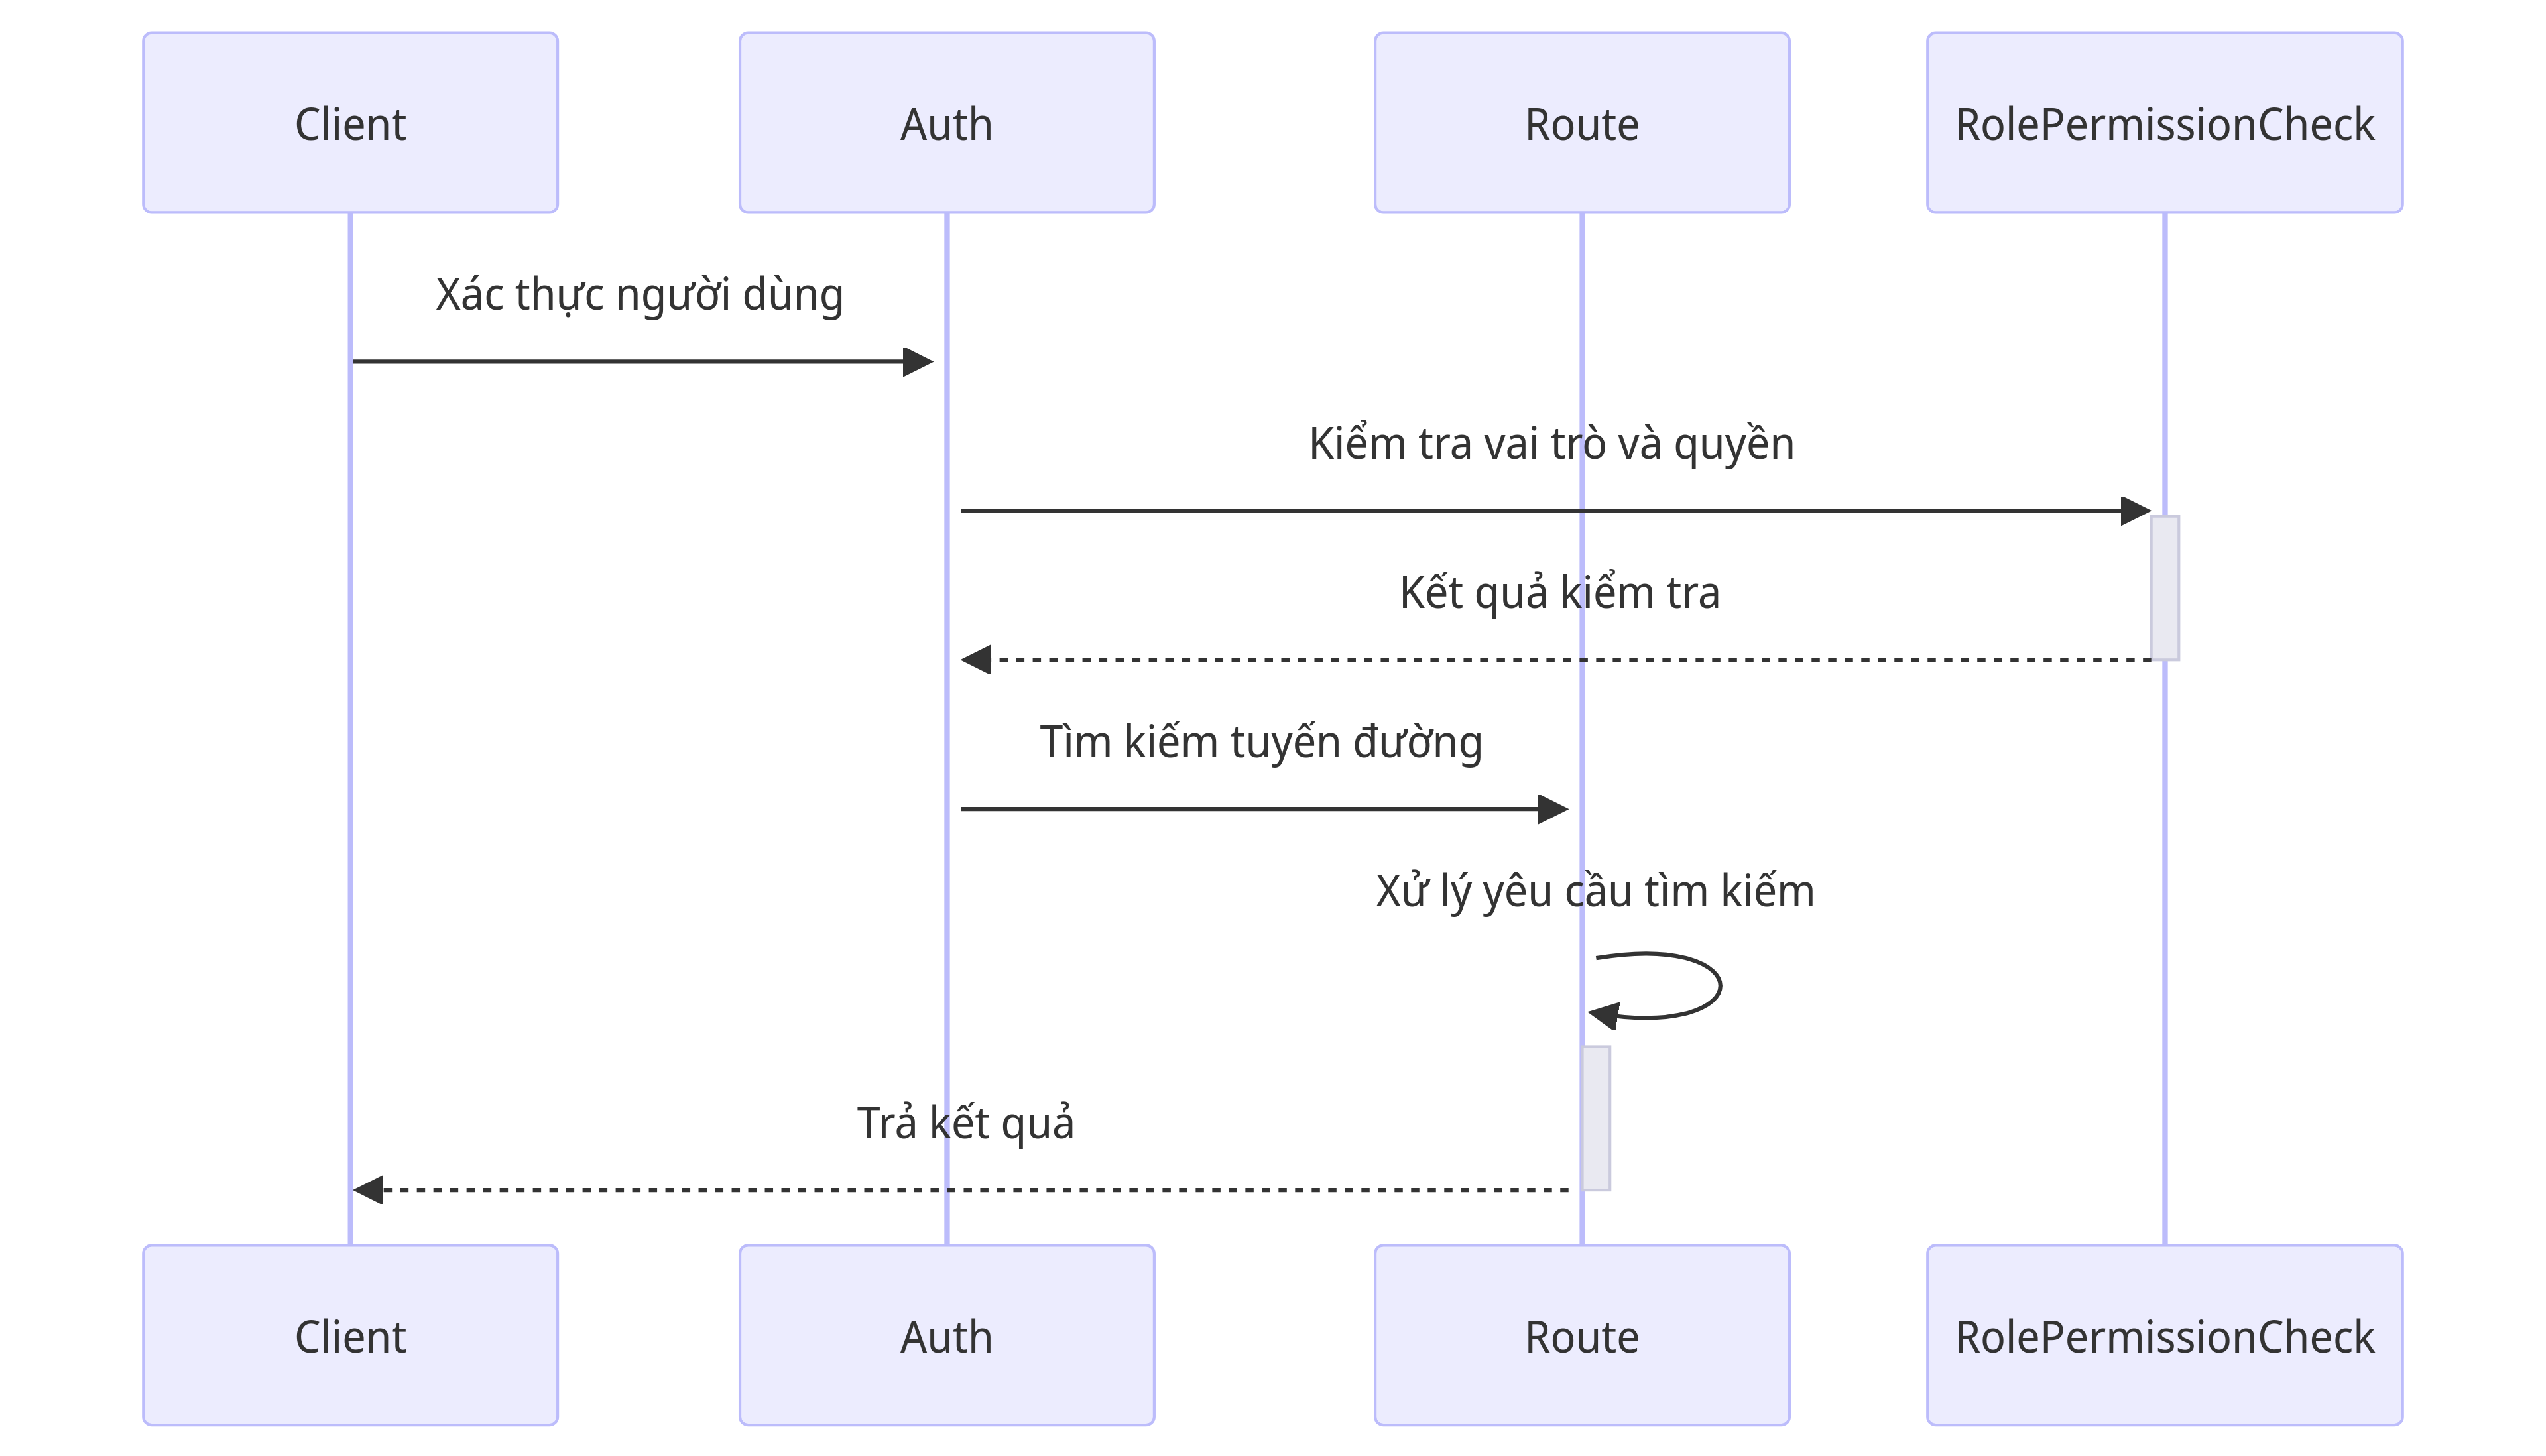 Client
Auth
Route
RolePermissionCheck
Xác thực người dùng
Kiểm tra vai trò và quyền
Kết quả kiểm tra
Tìm kiếm tuyến đường
Xử lý yêu cầu tìm kiếm
Trả kết quả
Client
Auth
Route
RolePermissionCheck